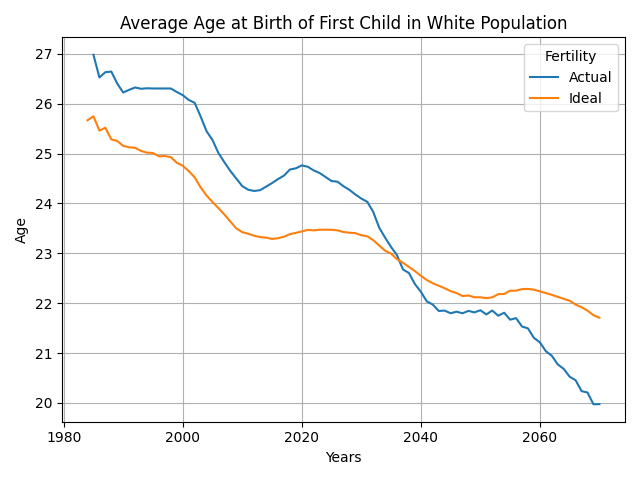 Average Age at Birth of First Child in White Population
Fertility
Actual
Ideal
Age
27
26
25
24
23
22
21
20
1980
2000
2020
2040
2060
Years